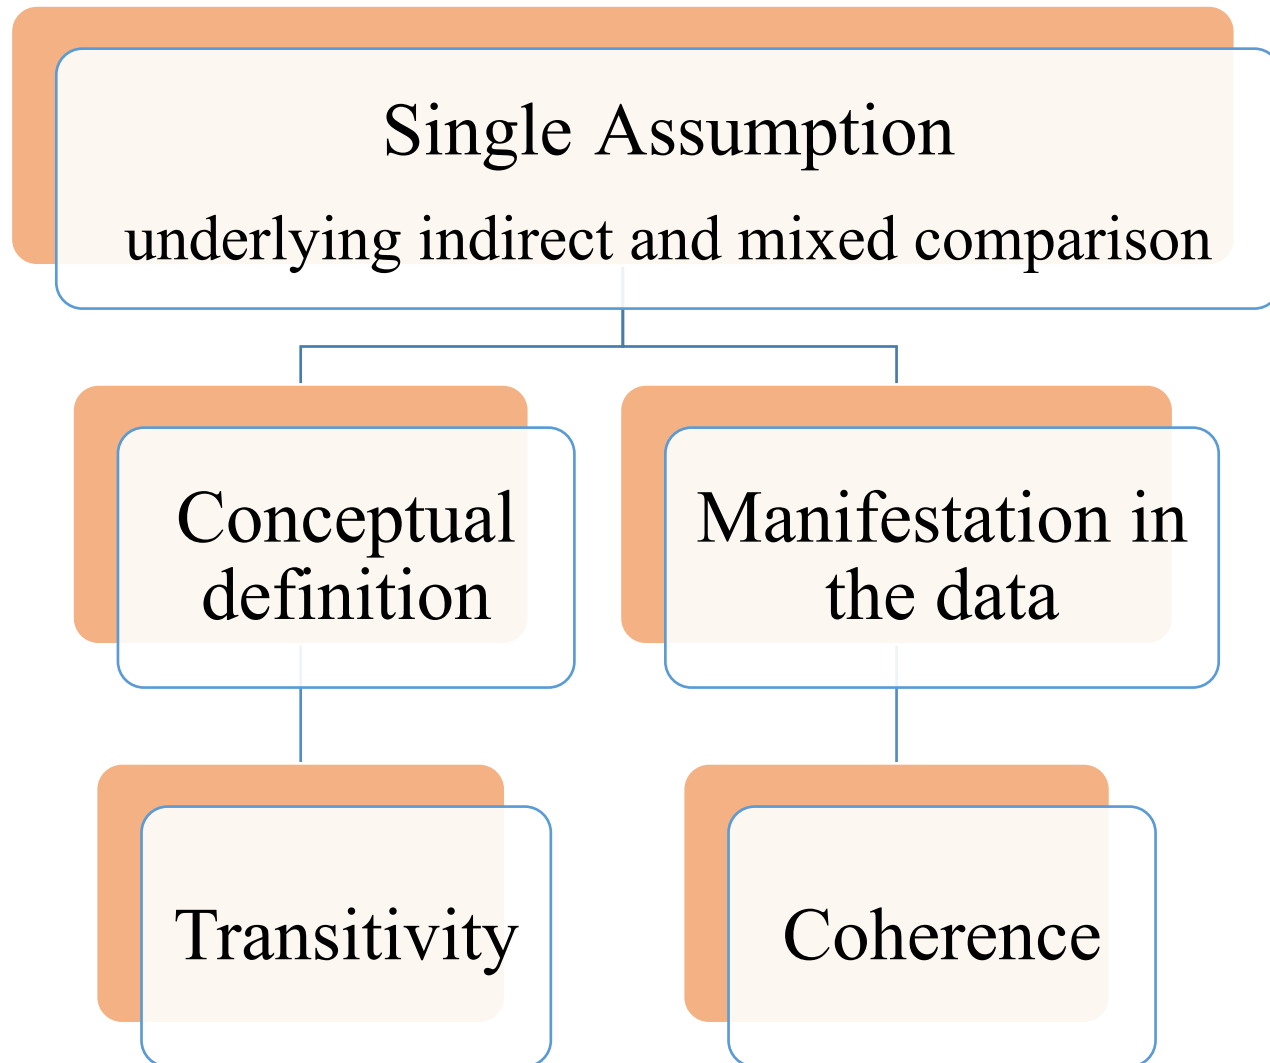 Single Assumption
underlying indirect and mixed comparison
Conceptual
definition
Manifestation in
the data
Transitivity
Coherence